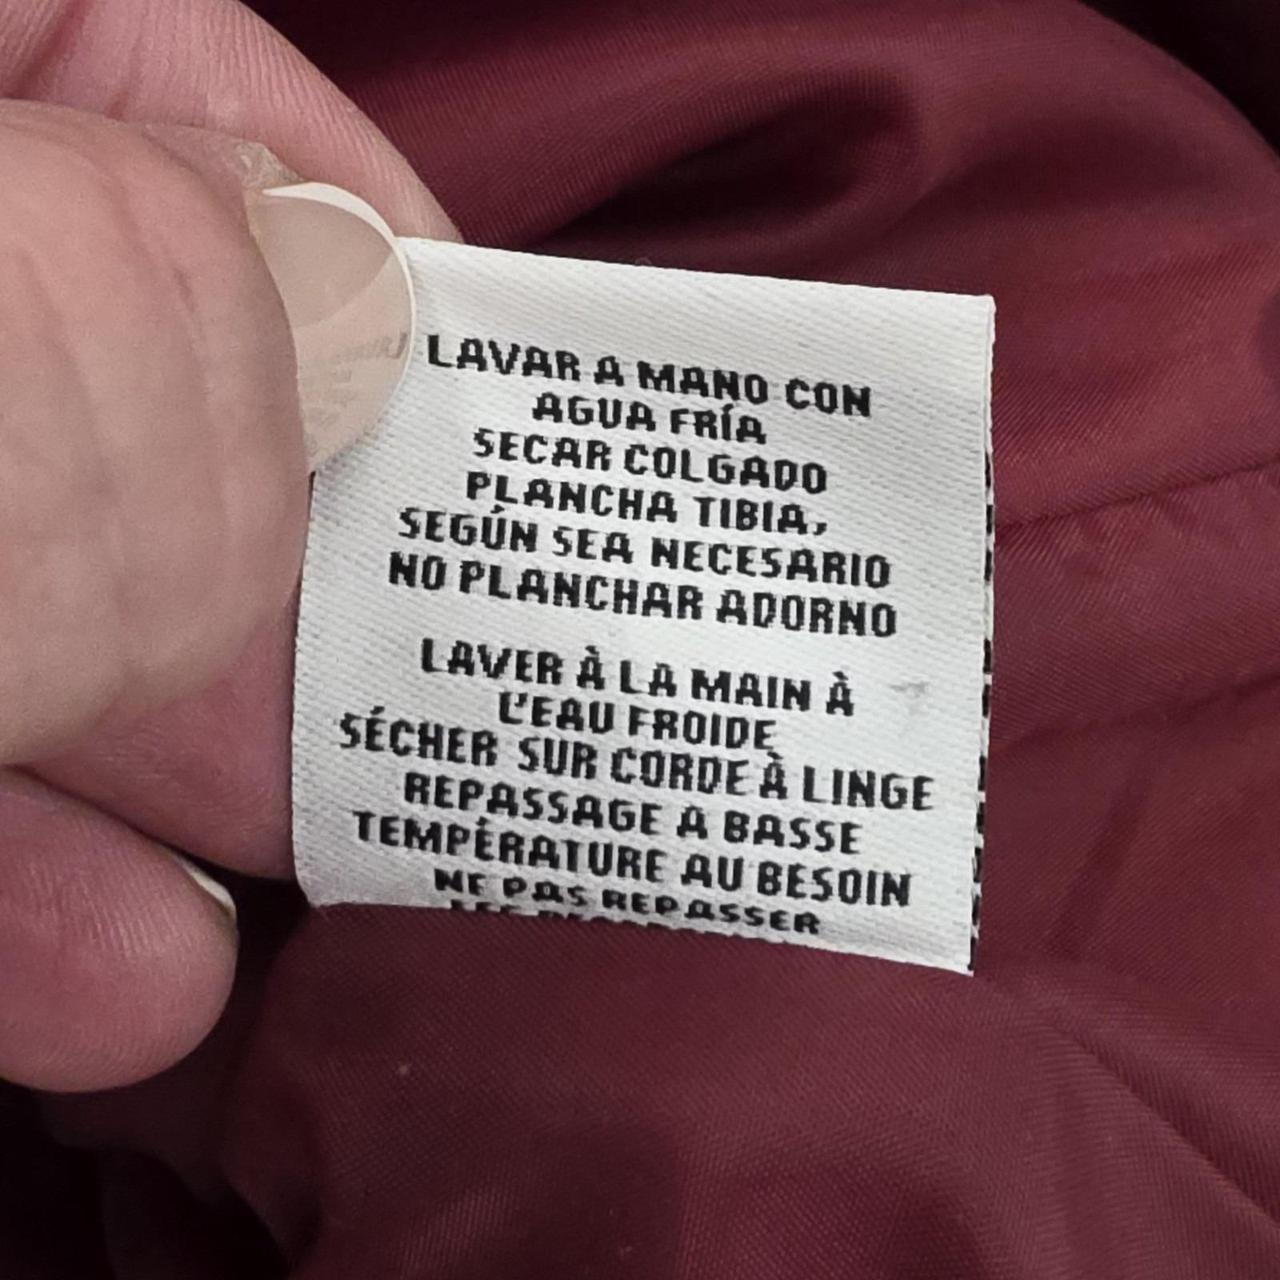 LAVAR A MANO CON
AGUA FRÍA
SECAR COLGADO
PLANCHA TIBIA,
SEGÚN SEA NECESARIO
NO PLANCHAR ADORNO
LAVER À LA MAIN À
L'EAU FROIDE
SÉCHER SUR CORDE À LINGE
REPASSAGE A BASSE
TEMPÉRATURE AU BESOIN
NE PAS REPASSER